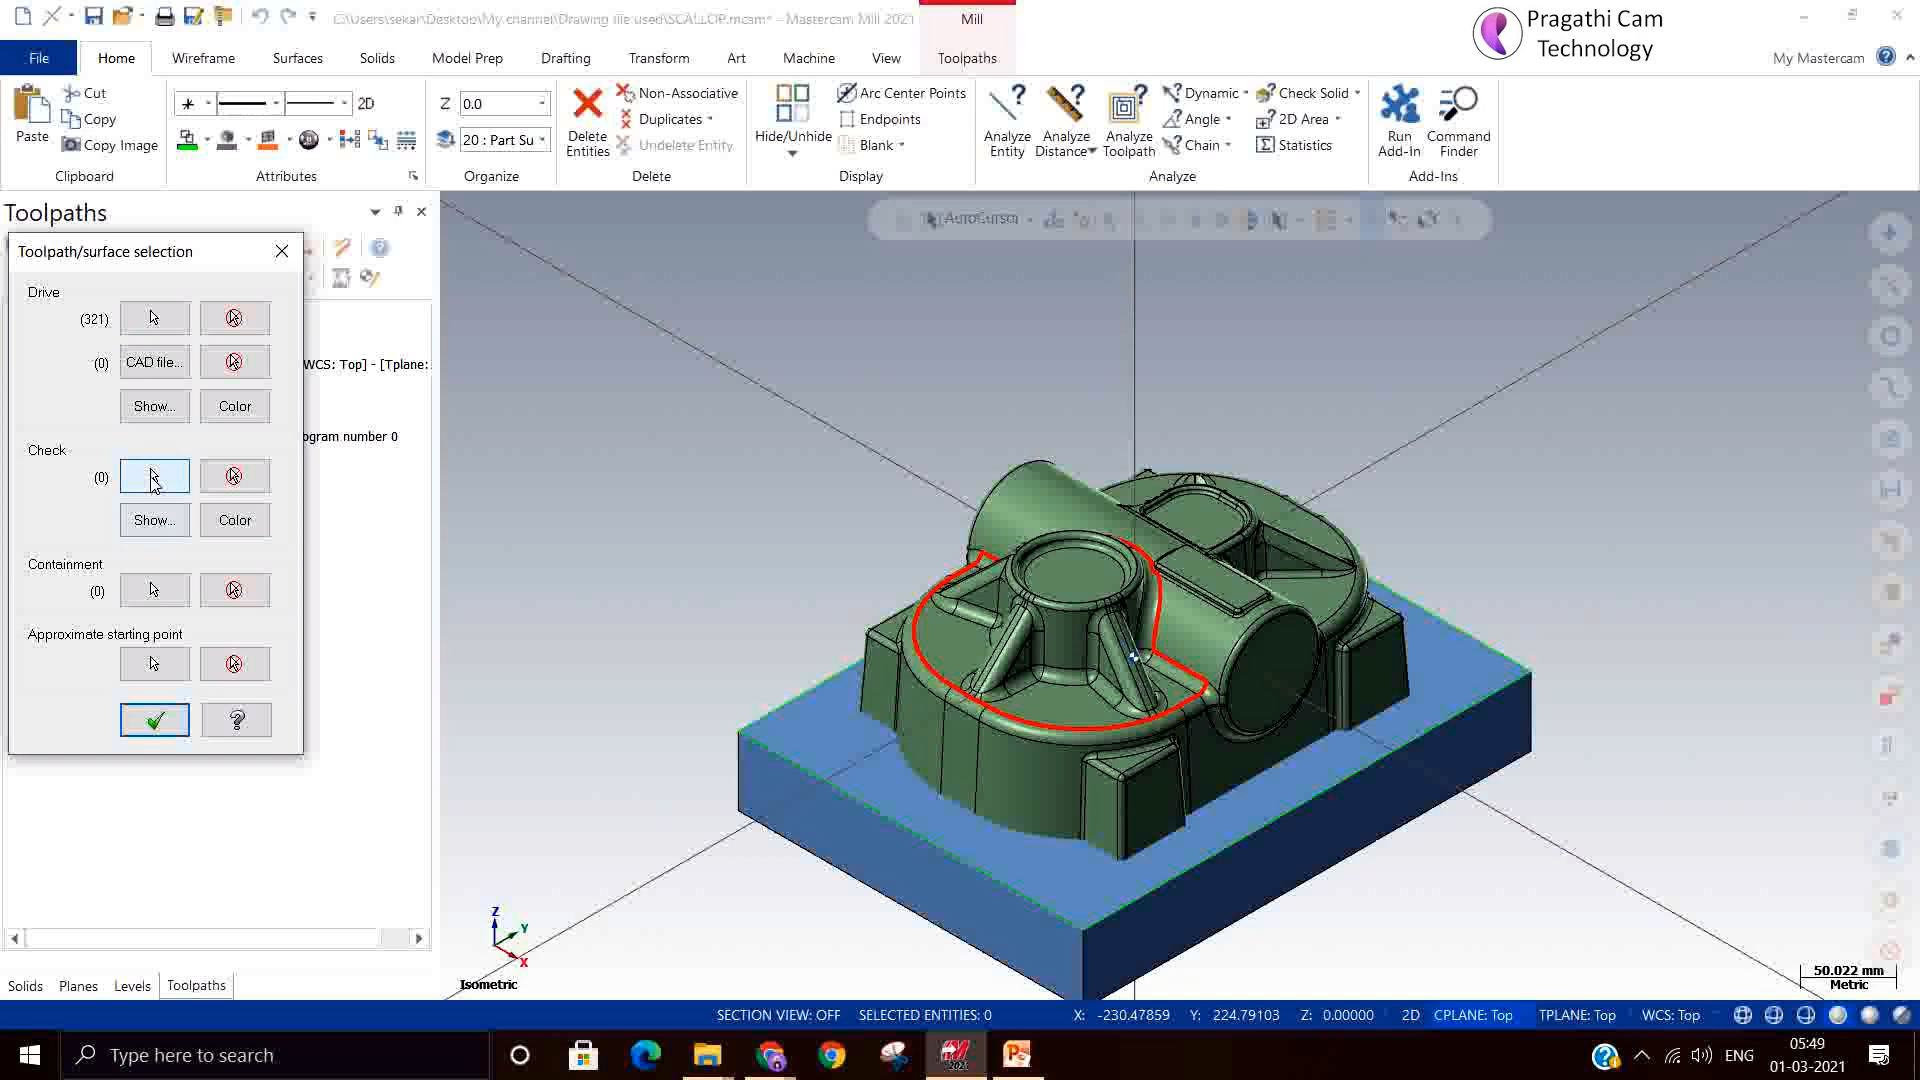 C:\Users\sekar\Desktop\My channel\Drawing file used\SCALLOP.mcam* - Mastercam Mill 2021
Mill
Pragathi Cam
Technology
File
Home
Wireframe
Surfaces
Solids
Model Prep
Drafting
Transform
Art
Machine
View
Toolpaths
My Mastercam
Paste
Cut
Copy
Copy Image
Clipboard
2D
Attributes
Z
0.0
20 : Part Su
Organize
Delete
Entities
Non-Associative
Duplicates
Undelete Entity
Delete
Hide/Unhide
Arc Center Points
Endpoints
Blank
Display
Analyze
Entity
Analyze
Distance
Analyze
Toolpath
Dynamic
Angle
Chain
Check Solid
2D Area
Statistics
Analyze
Run
Add-In
Command
Finder
Add-Ins
Toolpaths
AutoCursor
Toolpath/surface selection
Drive
(321)
(0)
CAD file...
Show...
Color
WCS: Top] - [Tplane:
ogram number 0
Check
(0)
Show...
Color
Containment
(0)
Approximate starting point
Z
Y
X
Isometric
50.022 mm
Metric
Solids
Planes
Levels
Toolpaths
SECTION VIEW: OFF
SELECTED ENTITIES: 0
X: -230.47859
Y: 224.79103
Z: 0.00000
2D
CPLANE: Top
TPLANE: Top
WCS: Top
Type here to search
2021
ENG
05:49
01-03-2021